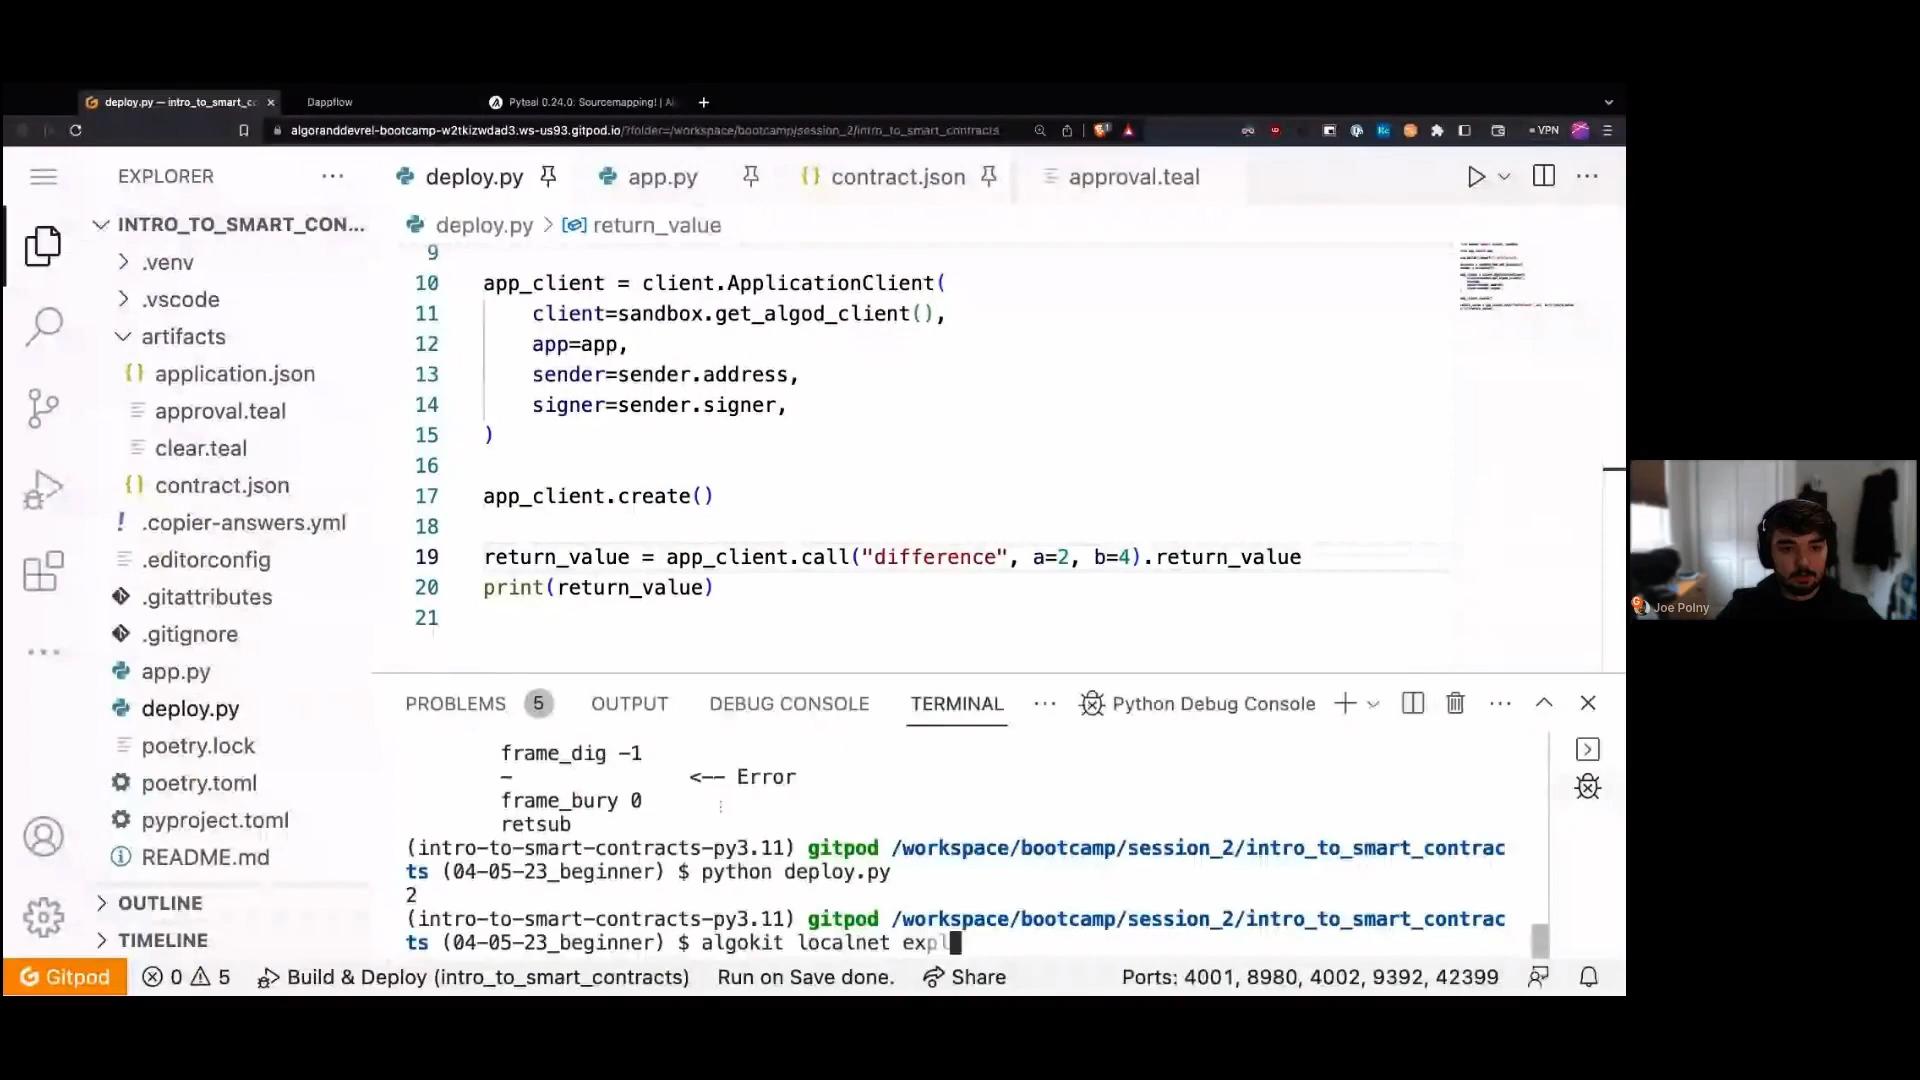 deploy.py — intro_to_smart_cc
Dappflow
Pyteal 0.24.0: Sourcemapping! | Al
algoranddevrel-bootcamp-w2tkizwdad3.ws-us93.gitpod.io/?folder=/workspace/bootcamp/session_2/intro_to_smart_contracts
VPN
EXPLORER
INTRO_TO_SMART_CON...
.venv
.vscode
artifacts
application.json
approval.teal
clear.teal
contract.json
.copier-answers.yml
.editorconfig
.gitattributes
.gitignore
app.py
deploy.py
poetry.lock
poetry.toml
pyproject.toml
README.md
OUTLINE
TIMELINE
deploy.py
app.py
contract.json
approval.teal
deploy.py > return_value
9
10 app_client = client.ApplicationClient(
11 client=sandbox.get_algod_client(),
12 app=app,
13 sender=sender.address,
14 signer=sender.signer,
15 )
16
17 app_client.create()
18
19 return_value = app_client.call("difference", a=2, b=4).return_value
20 print(return_value)
21
PROBLEMS 5 OUTPUT DEBUG CONSOLE TERMINAL ... Python Debug Console
frame_dig -1
- <-- Error
frame_bury 0
retsub
(intro-to-smart-contracts-py3.11) gitpod /workspace/bootcamp/session_2/intro_to_smart_contrac
ts (04-05-23_beginner) $ python deploy.py
2
(intro-to-smart-contracts-py3.11) gitpod /workspace/bootcamp/session_2/intro_to_smart_contrac
ts (04-05-23_beginner) $ algokit localnet expl
Gitpod 0 5 Build & Deploy (intro_to_smart_contracts) Run on Save done. Share Ports: 4001, 8980, 4002, 9392, 42399
Joe Polny